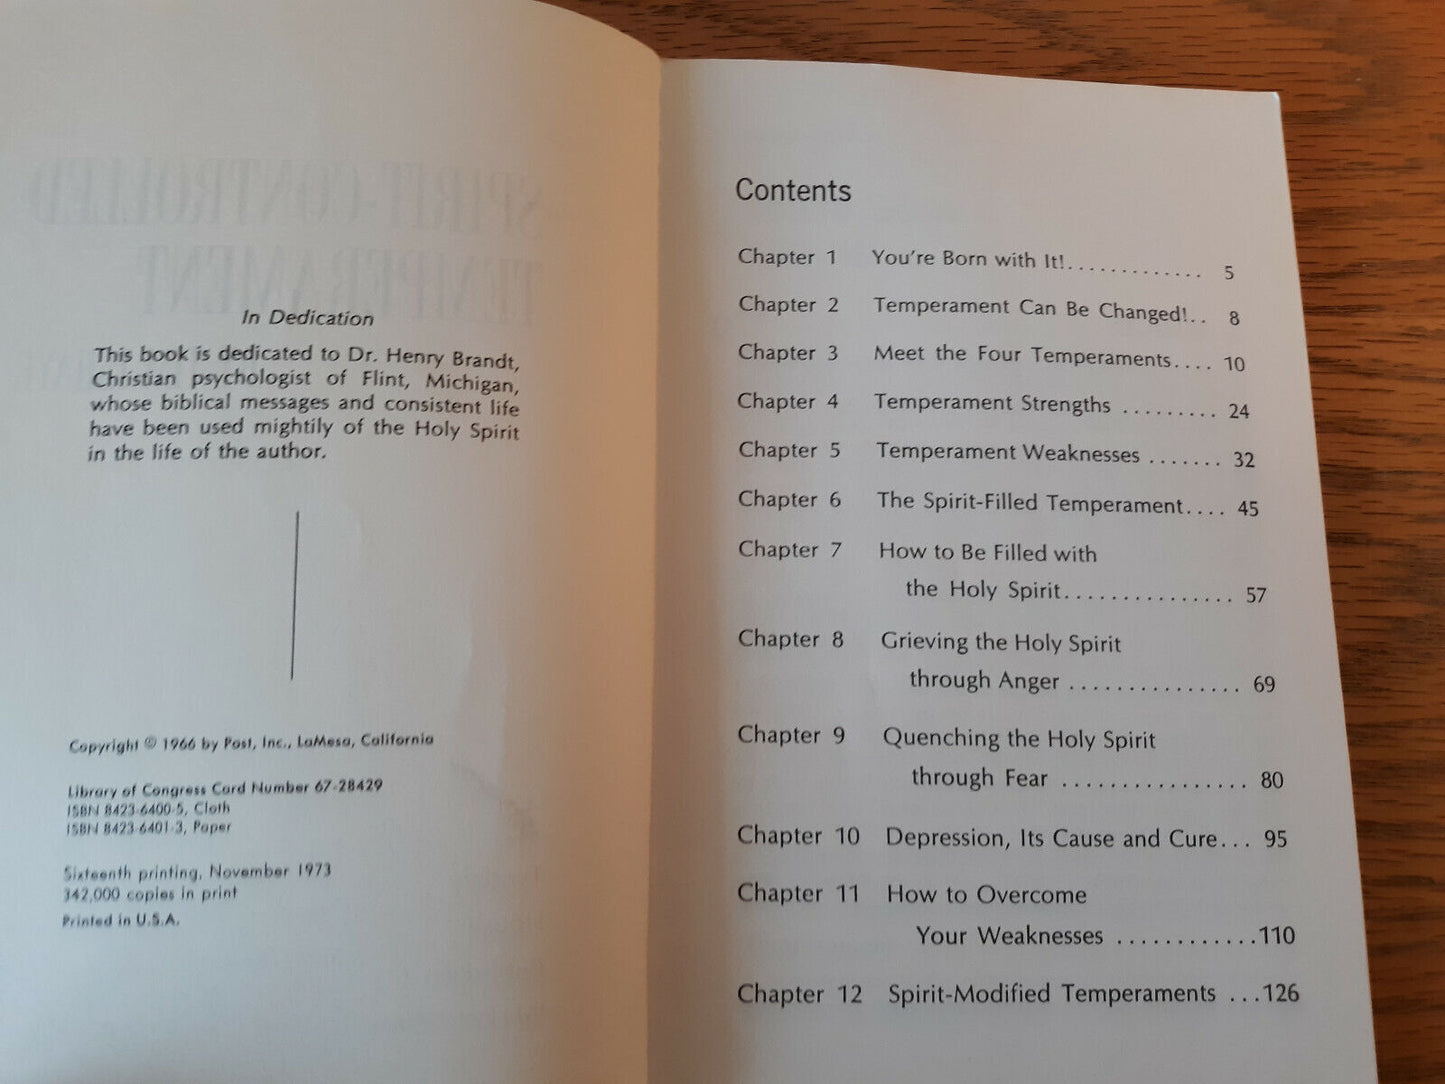 In Dedication
This book is dedicated to Dr. Henry Brandt,
Christian psychologist of Flint, Michigan,
whose biblical messages and consistent life
have been used mightily of the Holy Spirit
in the life of the author.
Copyright © 1966 by Post, Inc., LaMesa, California
Library of Congress Card Number 67-28429
ISBN 8423-6400-5, Cloth
ISBN 8423-6401-3, Paper
Sixteenth printing, November 1973
342,000 copies in print
Printed in U.S.A.
SPIRIT-CONTROLLED
TEMPERAMENT
Contents
Chapter 1 You're Born with It!............. 5
Chapter 2 Temperament Can Be Changed!.. 8
Chapter 3 Meet the Four Temperaments.... 10
Chapter 4 Temperament Strengths ......... 24
Chapter 5 Temperament Weaknesses ....... 32
Chapter 6 The Spirit-Filled Temperament.... 45
Chapter 7 How to Be Filled with
the Holy Spirit............... 57
Chapter 8 Grieving the Holy Spirit
through Anger ............... 69
Chapter 9 Quenching the Holy Spirit
through Fear ................ 80
Chapter 10 Depression, Its Cause and Cure... 95
Chapter 11 How to Overcome
Your Weaknesses ............110
Chapter 12 Spirit-Modified Temperaments ...126